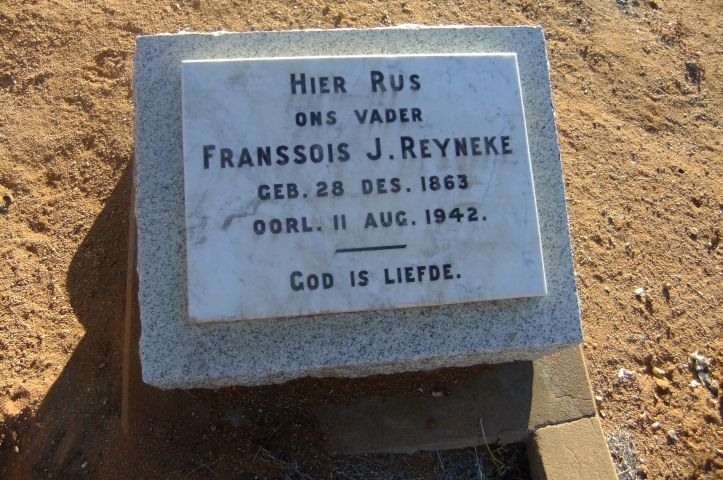 HIER RUS
ONS VADER
FRANSSOIS J. REYNEKE
GEB. 28 DES. 1863
OORL. 11 AUG. 1942.
GOD IS LIEFDE.